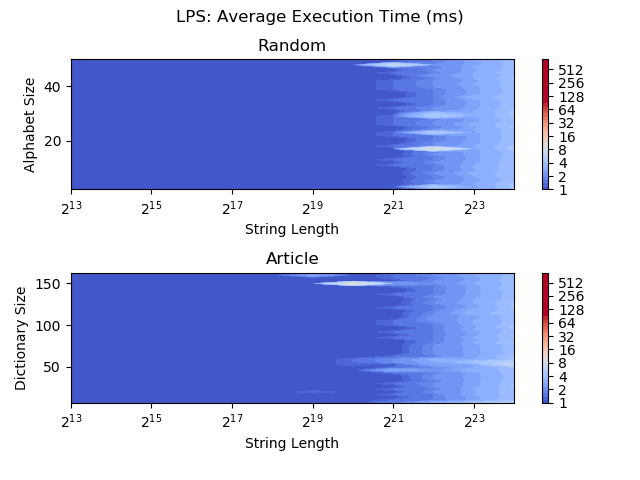 LPS: Average Execution Time (ms)
Random
Alphabet Size
40
20
2^13 2^15 2^17 2^19 2^21 2^23
String Length
512
256
128
64
32
16
8
4
2
1
Article
Dictionary Size
150
100
50
2^13 2^15 2^17 2^19 2^21 2^23
String Length
512
256
128
64
32
16
8
4
2
1